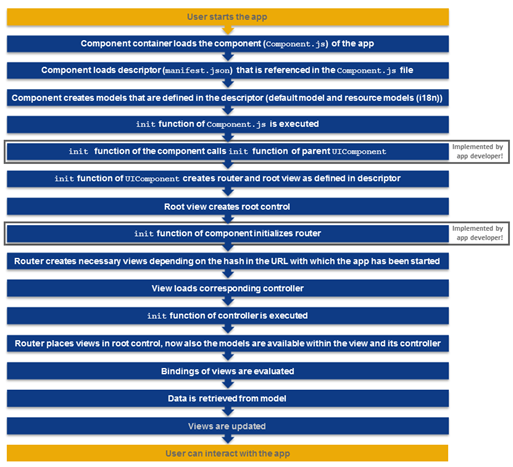 User starts the app
Component container loads the component (Component.js) of the app
Component loads descriptor (manifest.json) that is referenced in the Component.js file
Component creates models that are defined in the descriptor (default model and resource models (i18n))
init function of Component.js is executed
init function of the component calls init function of parent UIComponent
Implemented by
app developer!
init function of UIComponent creates router and root view as defined in descriptor
Root view creates root control
init function of component initializes router
Implemented by
app developer!
Router creates necessary views depending on the hash in the URL with which the app has been started
View loads corresponding controller
init function of controller is executed
Router places views in root control, now also the models are available within the view and its controller
Bindings of views are evaluated
Data is retrieved from model
Views are updated
User can interact with the app